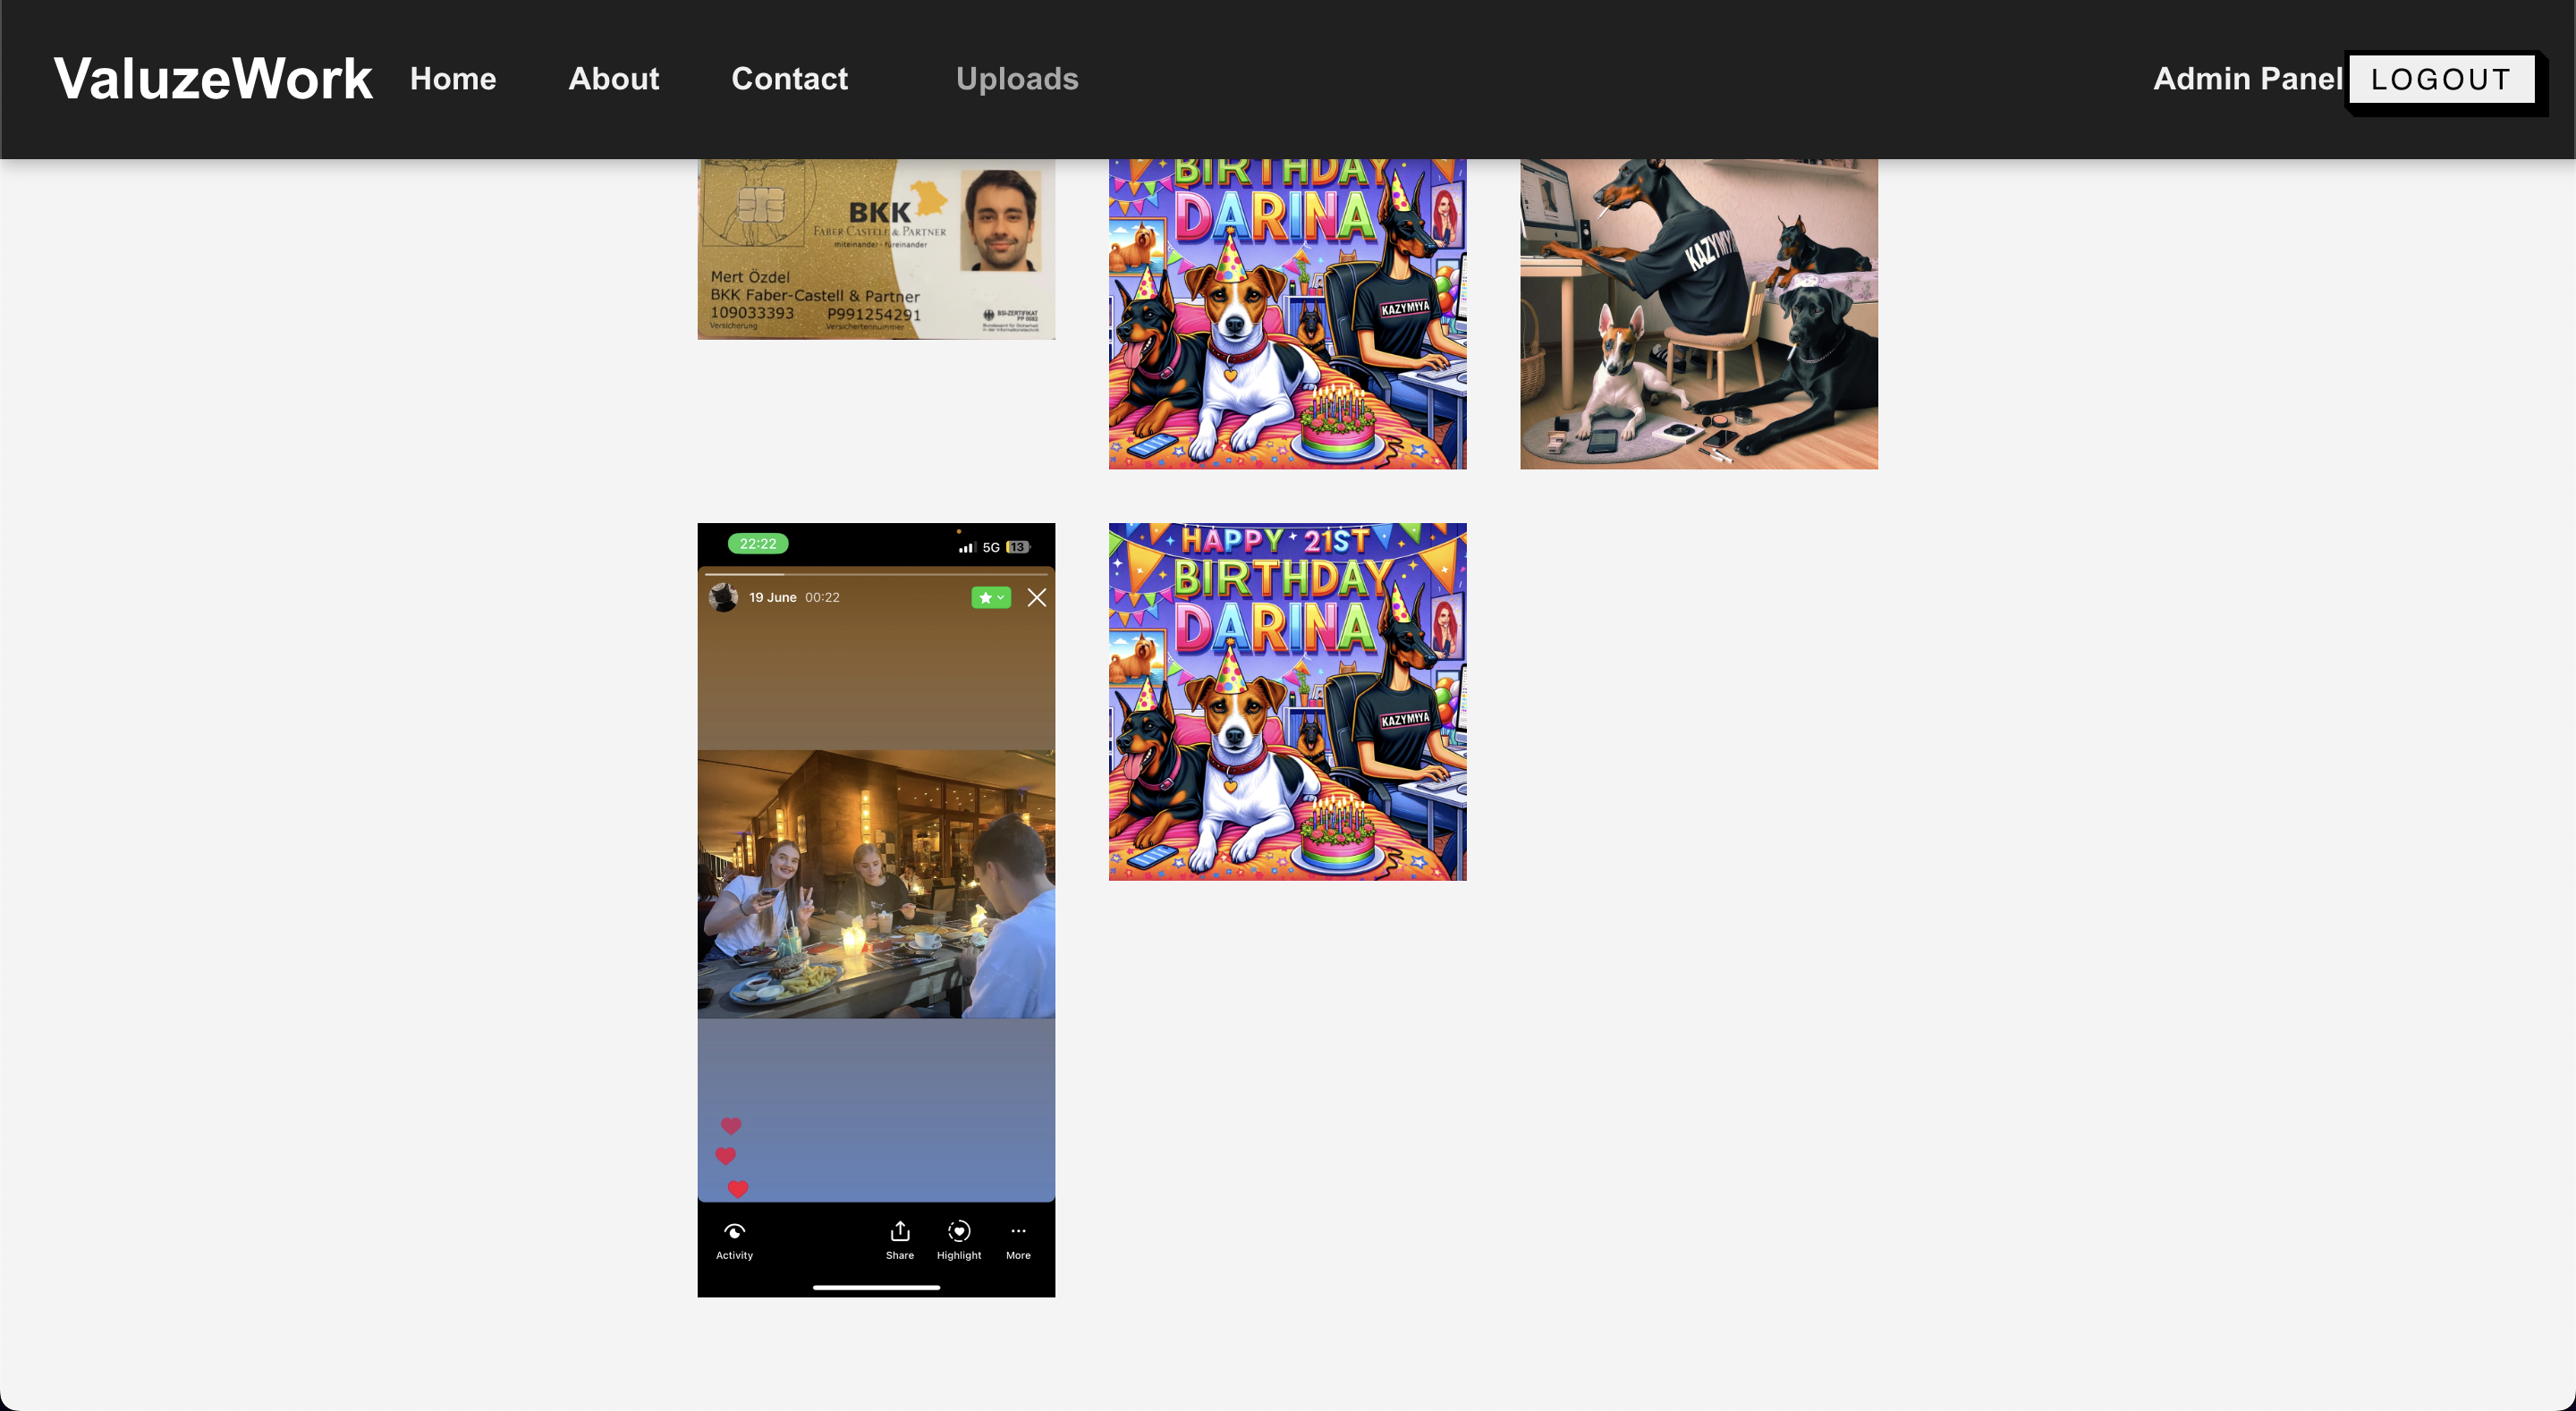 ValuzeWork Home About Contact Uploads Admin Panel LOGOUT
BKK
FABER-CASTELL & PARTNER
miteinander · füreinander
Mert Özdel
BKK Faber-Castell & Partner
109033393 P991254291
Versicherung Versichertennummer
BSI-ZERTIFIKAT
BIRTHDAY
DARINA
KAZYMIYA
22:22 5G 13
19 June 00:22
Activity Share Highlight More
HAPPY 21ST
BIRTHDAY
DARINA
KAZYMIYA